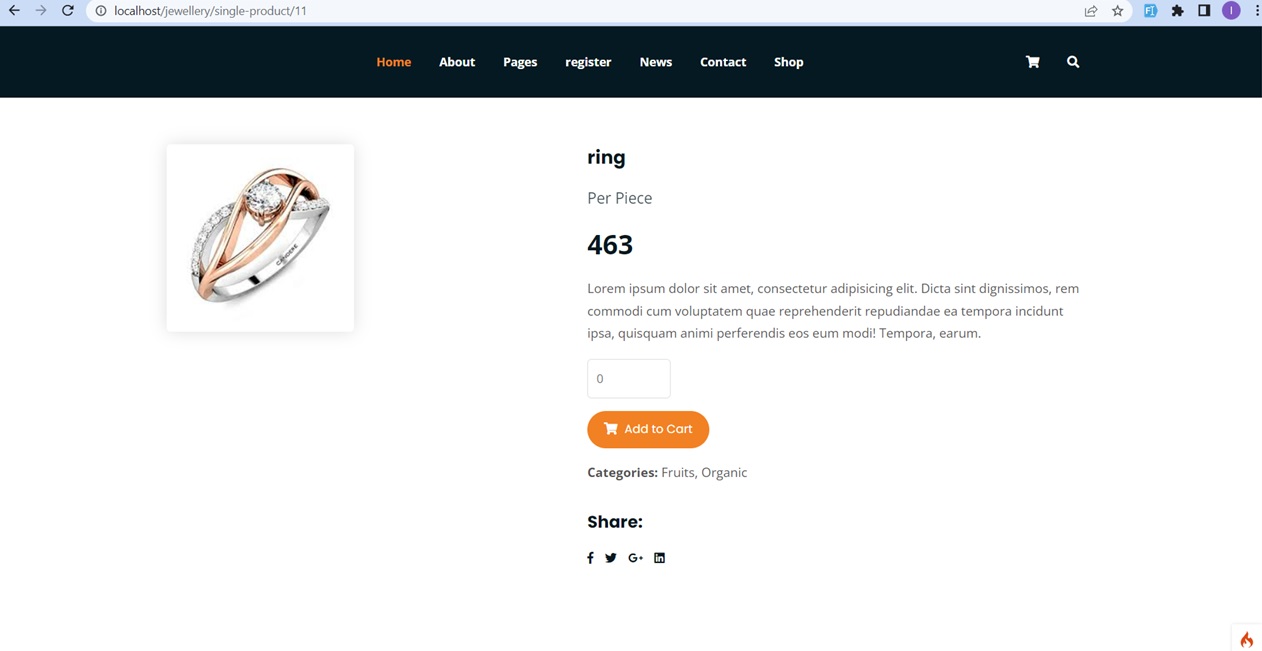 localhost/jewellery/single-product/11
I
Home About Pages register News Contact Shop
ring
Per Piece
463
Lorem ipsum dolor sit amet, consectetur adipisicing elit. Dicta sint dignissimos, rem
commodi cum voluptatem quae reprehenderit repudiandae ea tempora incidunt
ipsa, quisquam animi perferendis eos eum modi! Tempora, earum.
0
Add to Cart
Categories: Fruits, Organic
Share:
CANDERE